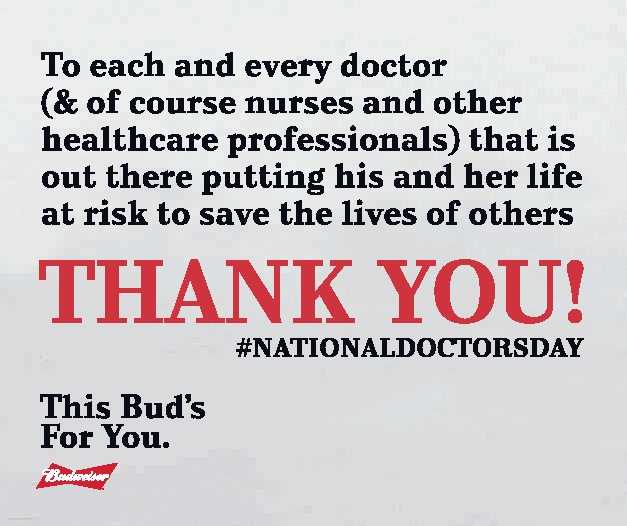 To each and every doctor
(& of course nurses and other
healthcare professionals) that is
out there putting his and her life
at risk to save the lives of others
THANK YOU!
#NATIONALDOCTORSDAY
This Bud's
For You.
Budweiser